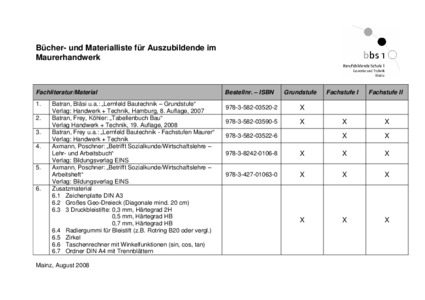 Bücher- und Materialliste für Auszubildende im
Maurerhandwerk
bbs 1
Berufsbildende Schule 1
Gewerbe und Technik
Mainz
Fachliteratur/Material Bestellnr. – ISBN Grundstufe Fachstufe I Fachstufe II
1. Batran, Bläsi u.a.: „Lernfeld Bautechnik – Grundstufe“
Verlag: Handwerk + Technik, Hamburg, 8. Auflage, 2007
978-3-582-03520-2 X
2. Batran, Frey, Köhler: „Tabellenbuch Bau“
Verlag Handwerk + Technik, 19. Auflage, 2008
978-3-582-03590-5 X X X
3. Batran, Frey u.a.: „Lernfeld Bautechnik - Fachstufen Maurer“
Verlag: Handwerk + Technik
978-3-582-03522-6 X X
4. Axmann, Poschner: „Betrifft Sozialkunde/Wirtschaftslehre –
Lehr- und Arbeitsbuch“
Verlag: Bildungsverlag EINS
978-3-8242-0106-8 X X X
5. Axmann, Poschner: „Betrifft Sozialkunde/Wirtschaftslehre –
Arbeitsheft“
Verlag: Bildungsverlag EINS
978-3-427-01063-0 X X X
6. Zusatzmaterial
6.1 Zeichenplatte DIN A3
6.2 Großes Geo-Dreieck (Diagonale mind. 20 cm)
6.3 3 Druckbleistifte: 0,3 mm, Härtegrad 2H
0,5 mm, Härtegrad HB
0,7 mm, Härtegrad HB
6.4 Radiergummi für Bleistift (z.B. Rotring B20 oder vergl.)
6.5 Zirkel
6.6 Taschenrechner mit Winkelfunktionen (sin, cos, tan)
6.7 Ordner DIN A4 mit Trennblättern
X X X
Mainz, August 2008